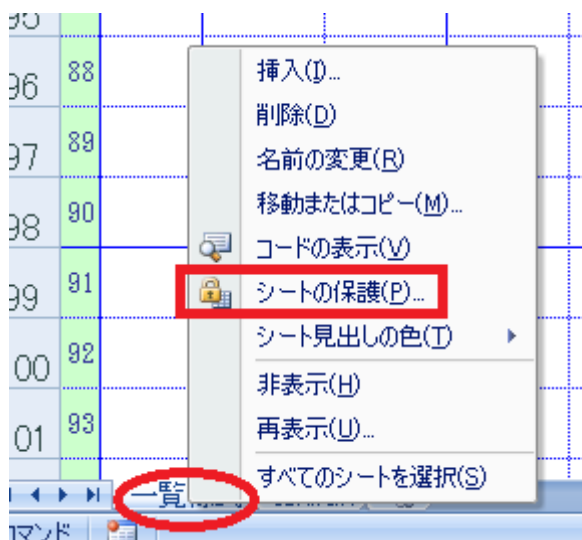 95
96 88
挿入(I)...
削除(D)
97 89
名前の変更(R)
移動またはコピー(M)...
98 90
コードの表示(V)
99 91
シートの保護(P)...
シート見出しの色(T)
00 92
非表示(H)
01 93
再表示(U)...
すべてのシートを選択(S)
一覧
コマンド